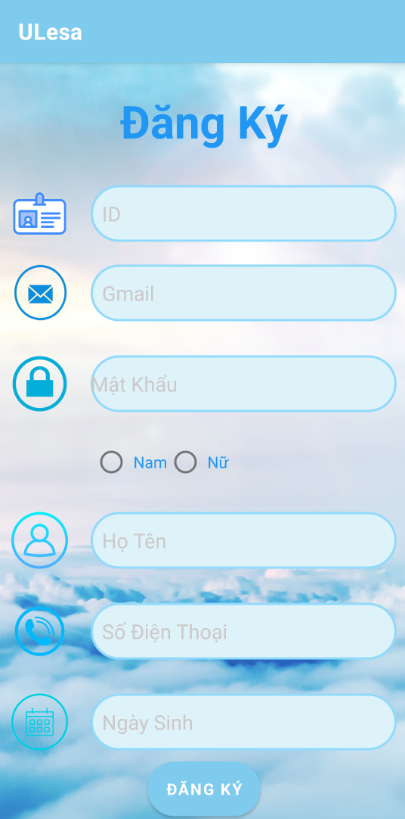 ULesa
Đăng Ký
ID
Gmail
Mật Khẩu
Nam Nữ
Họ Tên
Số Điện Thoại
Ngày Sinh
ĐĂNG KÝ